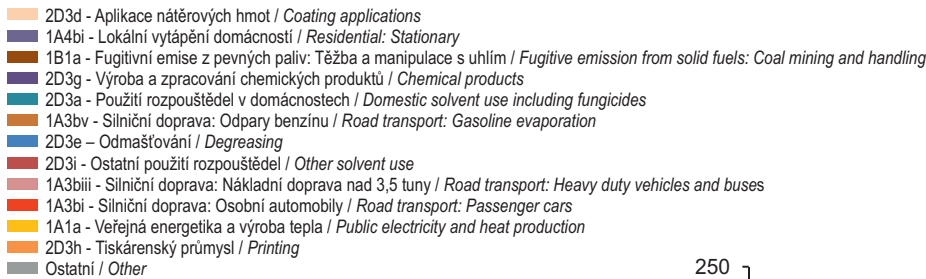 2D3d - Aplikace nátěrových hmot / Coating applications
1A4bi - Lokální vytápění domácností / Residential: Stationary
1B1a - Fugitivní emise z pevných paliv: Těžba a manipulace s uhlím / Fugitive emission from solid fuels: Coal mining and handling
2D3g - Výroba a zpracování chemických produktů / Chemical products
2D3a - Použití rozpouštědel v domácnostech / Domestic solvent use including fungicides
1A3bv - Silniční doprava: Odpary benzínu / Road transport: Gasoline evaporation
2D3e – Odmašťování / Degreasing
2D3i - Ostatní použití rozpouštědel / Other solvent use
1A3biii - Silniční doprava: Nákladní doprava nad 3,5 tuny / Road transport: Heavy duty vehicles and buses
1A3bi - Silniční doprava: Osobní automobily / Road transport: Passenger cars
1A1a - Veřejná energetika a výroba tepla / Public electricity and heat production
2D3h - Tiskárenský průmysl / Printing
Ostatní / Other
250